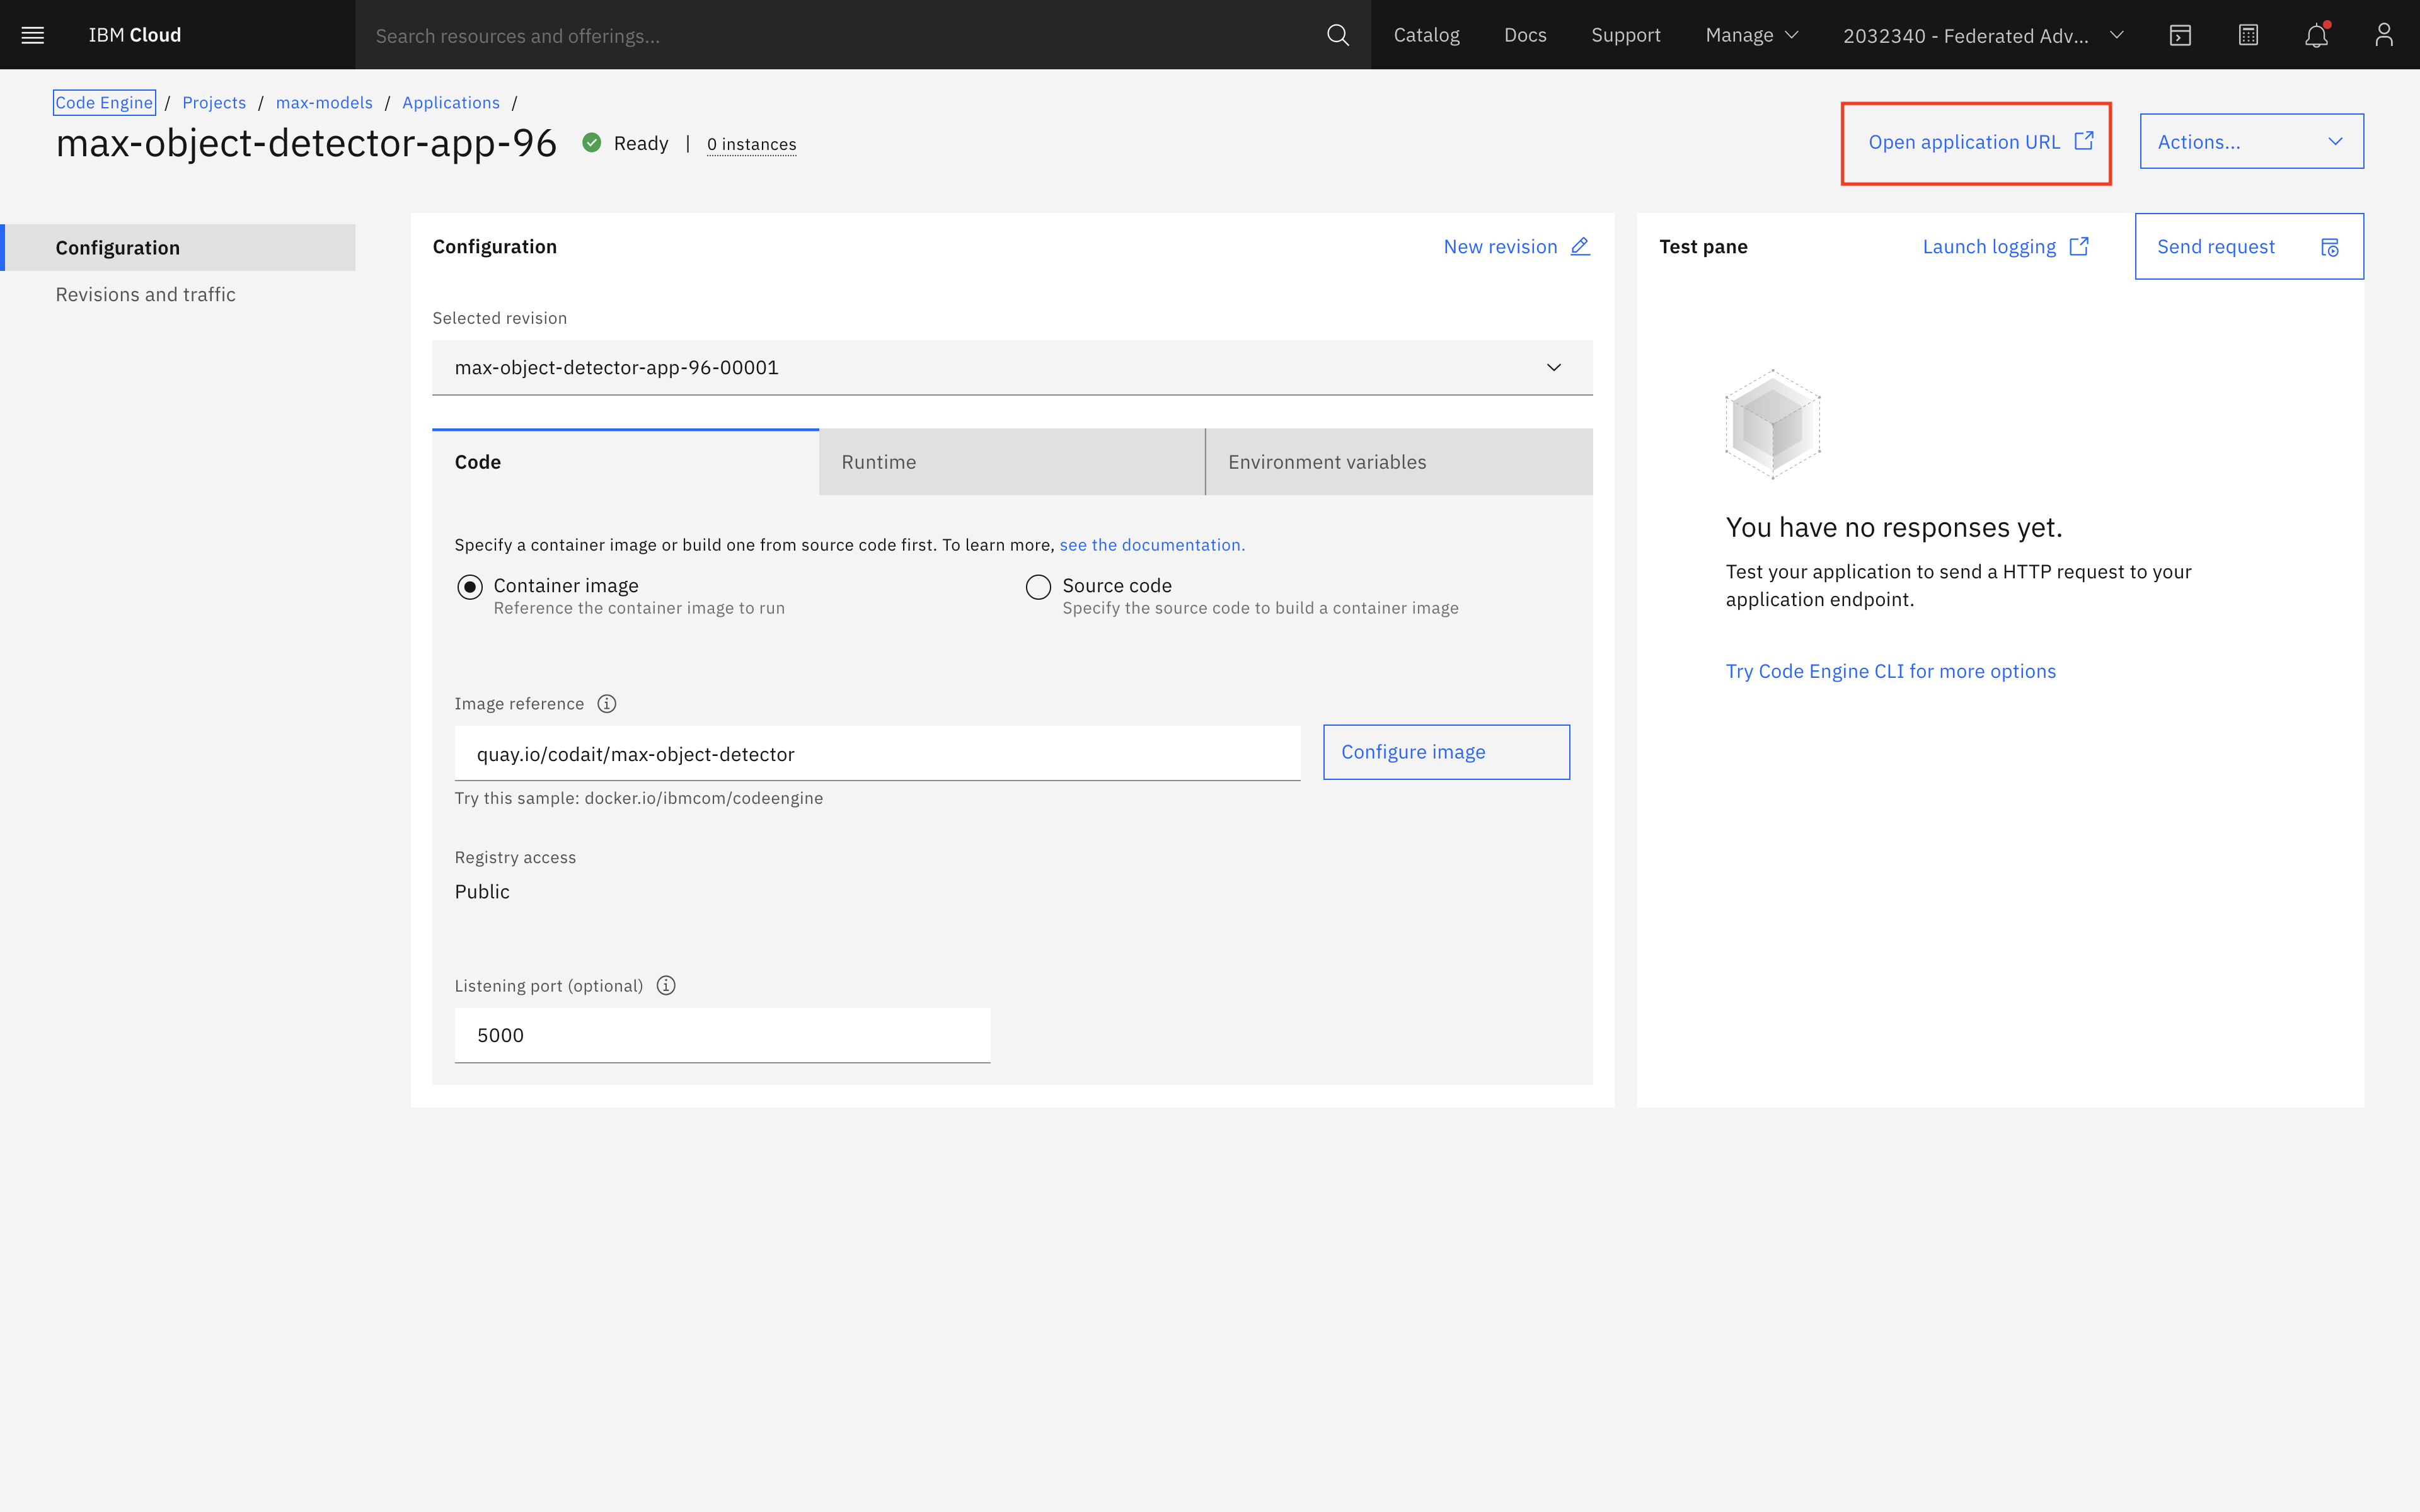 IBM Cloud
Search resources and offerings...
Catalog
Docs
Support
Manage
2032340 - Federated Adv...
Code Engine / Projects / max-models / Applications /
max-object-detector-app-96
Ready | 0 instances
Open application URL
Actions...
Configuration
Revisions and traffic
Configuration
New revision
Selected revision
max-object-detector-app-96-00001
Code
Runtime
Environment variables
Specify a container image or build one from source code first. To learn more, see the documentation.
Container image
Reference the container image to run
Source code
Specify the source code to build a container image
Image reference
quay.io/codait/max-object-detector
Configure image
Try this sample: docker.io/ibmcom/codeengine
Registry access
Public
Listening port (optional)
5000
Test pane
Launch logging
Send request
You have no responses yet.
Test your application to send a HTTP request to your
application endpoint.
Try Code Engine CLI for more options